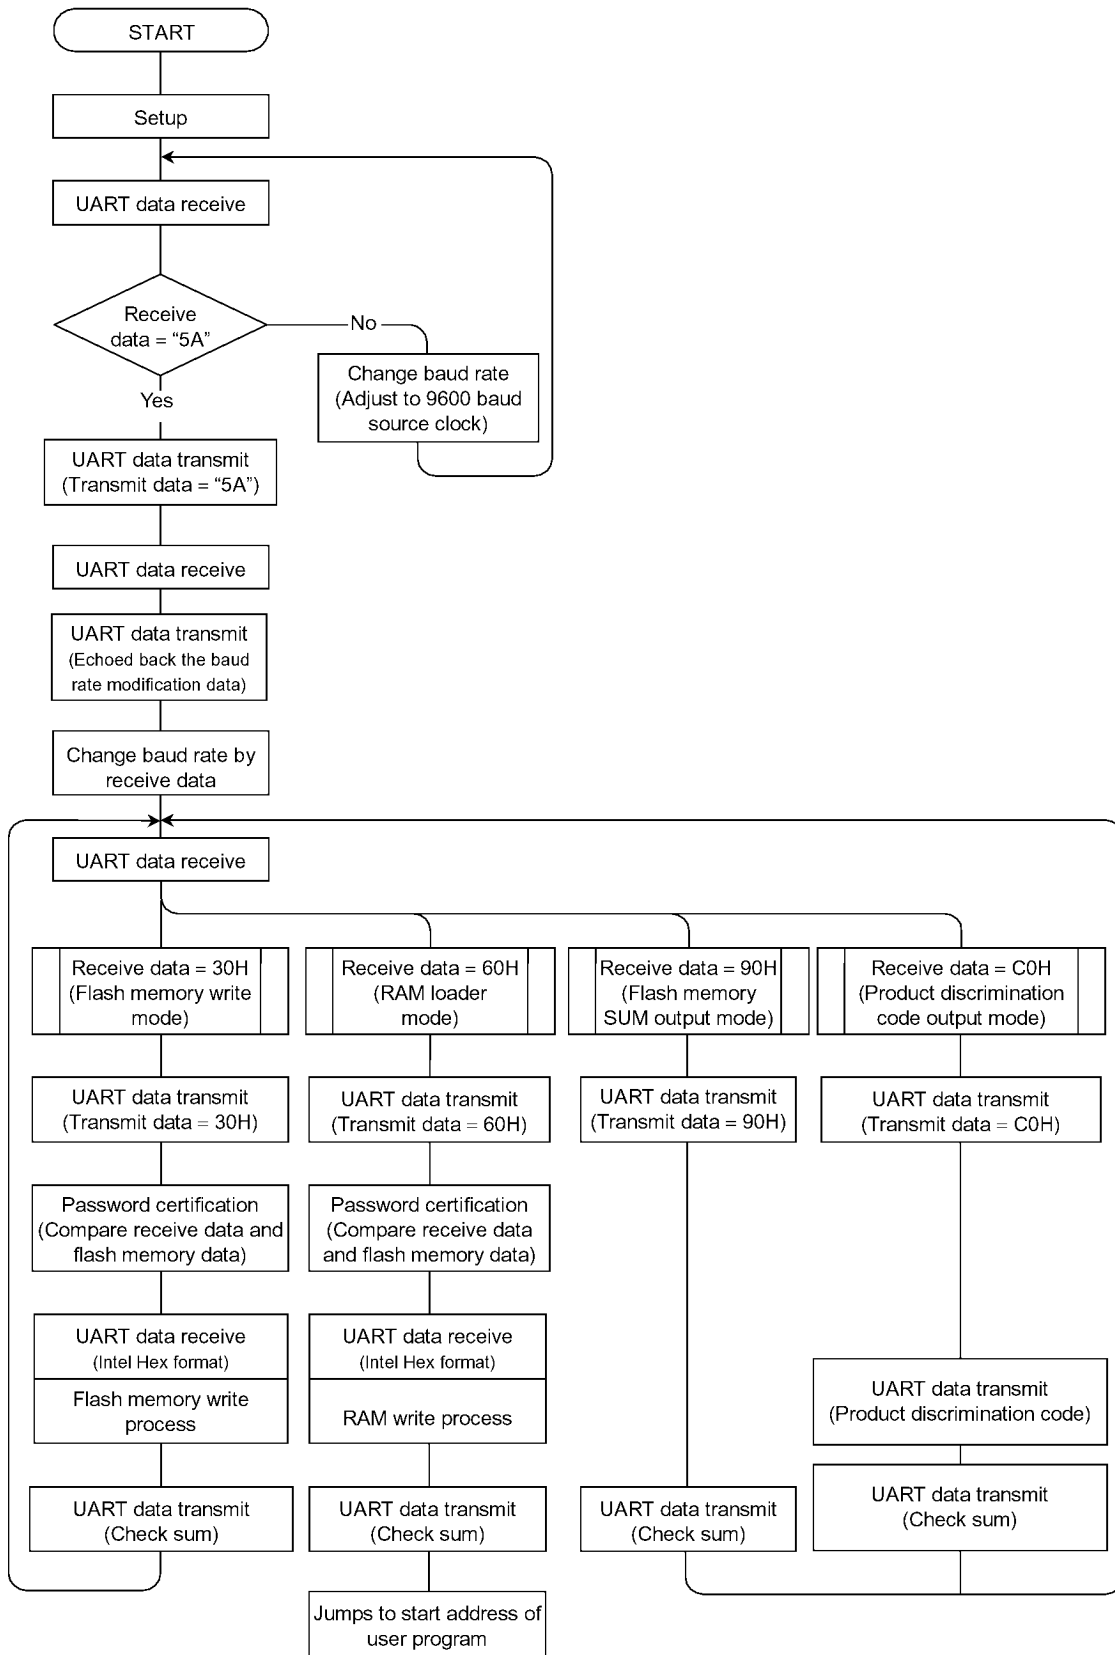 START
Setup
UART data receive
Receive
data = “5A”
No
Change baud rate
(Adjust to 9600 baud
source clock)
Yes
UART data transmit
(Transmit data = “5A”)
UART data receive
UART data transmit
(Echoed back the baud
rate modification data)
Change baud rate by
receive data
UART data receive
Receive data = 30H
(Flash memory write
mode)
Receive data = 60H
(RAM loader
mode)
Receive data = 90H
(Flash memory
SUM output mode)
Receive data = C0H
(Product discrimination
code output mode)
UART data transmit
(Transmit data = 30H)
UART data transmit
(Transmit data = 60H)
UART data transmit
(Transmit data = 90H)
UART data transmit
(Transmit data = C0H)
Password certification
(Compare receive data and
flash memory data)
Password certification
(Compare receive data
and flash memory data)
UART data receive
(Intel Hex format)
Flash memory write
process
UART data receive
(Intel Hex format)
RAM write process
UART data transmit
(Product discrimination code)
UART data transmit
(Check sum)
UART data transmit
(Check sum)
UART data transmit
(Check sum)
UART data transmit
(Check sum)
Jumps to start address of
user program